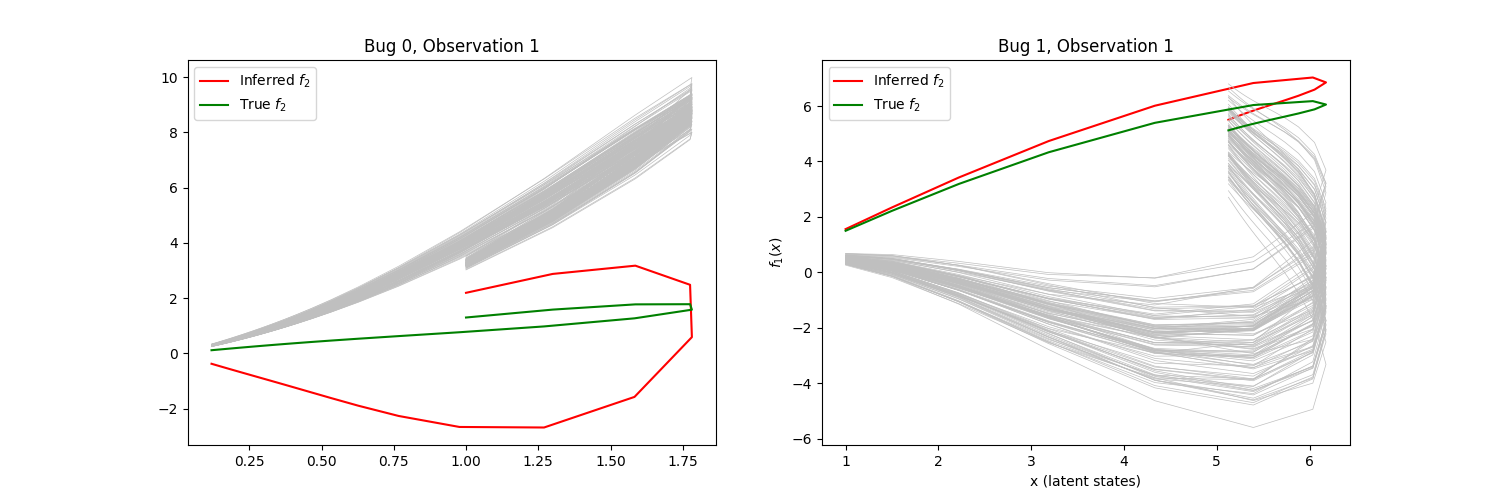 Bug 0, Observation 1
Inferred f₂
True f₂
10
8
6
4
2
0
−2
0.25 0.50 0.75 1.00 1.25 1.50 1.75
Bug 1, Observation 1
Inferred f₂
True f₂
f₁(x)
6
4
2
0
−2
−4
−6
1 2 3 4 5 6
x (latent states)